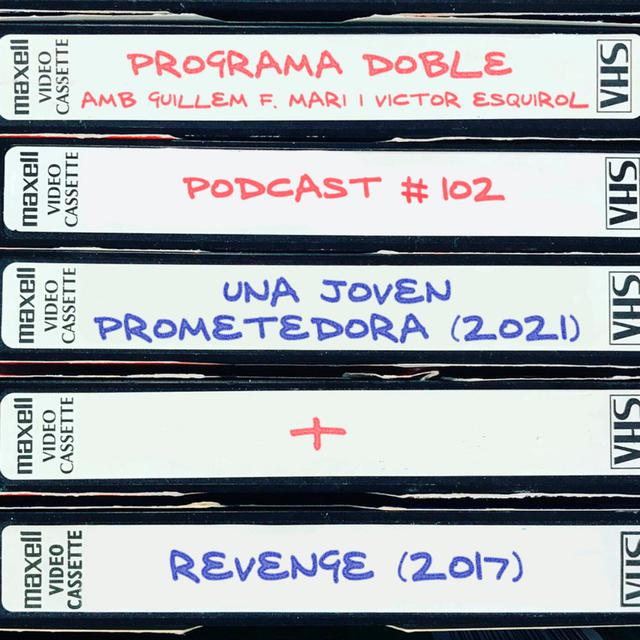 maxell
VIDEO
CASSETTE
PROGRAMA DOBLE
AMB GUILLEM F. MARI I VICTOR ESQUIROL
VHS
maxell
VIDEO
CASSETTE
PODCAST # 102
VHS
maxell
VIDEO
CASSETTE
UNA JOVEN
PROMETEDORA (2021)
VHS
maxell
VIDEO
CASSETTE
+
VHS
maxell
VIDEO
CASSETTE
REVENGE (2017)
VHS